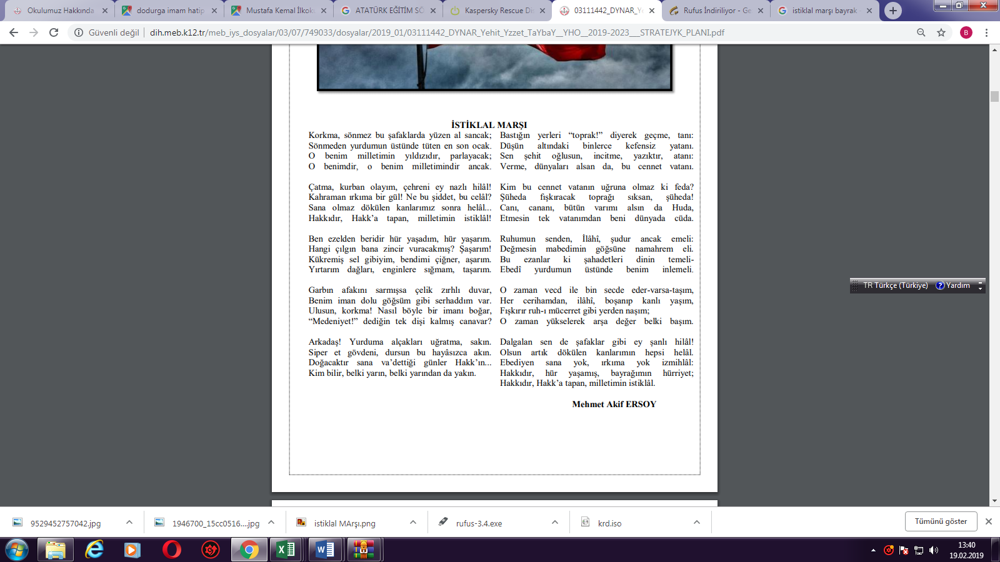 Okulumuz Hakkında
dodurga imam hatip
Mustafa Kemal İlkok
ATATÜRK EĞİTİM SÖ
Kaspersky Rescue Di
03111442_DYNAR_Ye
Rufus İndiriliyor - Ge
istiklal marşı bayrak
Güvenli değil
dih.meb.k12.tr/meb_iys_dosyalar/03/07/749033/dosyalar/2019_01/03111442_DYNAR_Yehit_Yzzet_TaYbaY__YHO__2019-2023___STRATEJYK_PLANI.pdf
B
İSTİKLAL MARŞI
Korkma, sönmez bu şafaklarda yüzen al sancak;
Sönmeden yurdumun üstünde tüten en son ocak.
O benim milletimin yıldızıdır, parlayacak;
O benimdir, o benim milletimindir ancak.
Çatma, kurban olayım, çehreni ey nazlı hilâl!
Kahraman ırkıma bir gül! Ne bu şiddet, bu celâl?
Sana olmaz dökülen kanlarımız sonra helâl...
Hakkıdır, Hakk’a tapan, milletimin istiklâl!
Ben ezelden beridir hür yaşadım, hür yaşarım.
Hangi çılgın bana zincir vuracakmış? Şaşarım!
Kükremiş sel gibiyim, bendimi çiğner, aşarım.
Yırtarım dağları, enginlere sığmam, taşarım.
Garbın afakını sarmışsa çelik zırhlı duvar,
Benim iman dolu göğsüm gibi serhaddım var.
Ulusun, korkma! Nasıl böyle bir imanı boğar,
“Medeniyet!” dediğin tek dişi kalmış canavar?
Arkadaş! Yurduma alçakları uğratma, sakın.
Siper et gövdeni, dursun bu hayâsızca akın.
Doğacaktır sana va’dettiği günler Hakk’ın...
Kim bilir, belki yarın, belki yarından da yakın.
Bastığın yerleri “toprak!” diyerek geçme, tanı:
Düşün altındaki binlerce kefensiz yatanı.
Sen şehit oğlusun, incitme, yazıktır, atanı:
Verme, dünyaları alsan da, bu cennet vatanı.
Kim bu cennet vatanın uğruna olmaz ki feda?
Şüheda fışkıracak toprağı sıksan, şüheda!
Canı, cananı, bütün varımı alsın da Huda,
Etmesin tek vatanımdan beni dünyada cüda.
Ruhumun senden, İlâhî, şudur ancak emeli:
Değmesin mabedimin göğsüne namahrem eli.
Bu ezanlar ki şahadetleri dinin temeli-
Ebedî yurdumun üstünde benim inlemeli.
O zaman vecd ile bin secde eder-varsa-taşım,
Her cerihamdan, ilâhî, boşanıp kanlı yaşım,
Fışkırır ruh-ı mücerret gibi yerden naşım;
O zaman yükselerek arşa değer belki başım.
Dalgalan sen de şafaklar gibi ey şanlı hilâl!
Olsun artık dökülen kanlarımın hepsi helâl.
Ebediyen sana yok, ırkıma yok izmihlâl:
Hakkıdır, hür yaşamış, bayrağımın hürriyet;
Hakkıdır, Hakk’a tapan, milletimin istiklâl.
Mehmet Akif ERSOY
TR Türkçe (Türkiye)
Yardım
9529452757042.jpg
1946700_15cc0516....jpg
istiklal MArşı.png
rufus-3.4.exe
krd.iso
Tümünü göster
13:40
19.02.2019